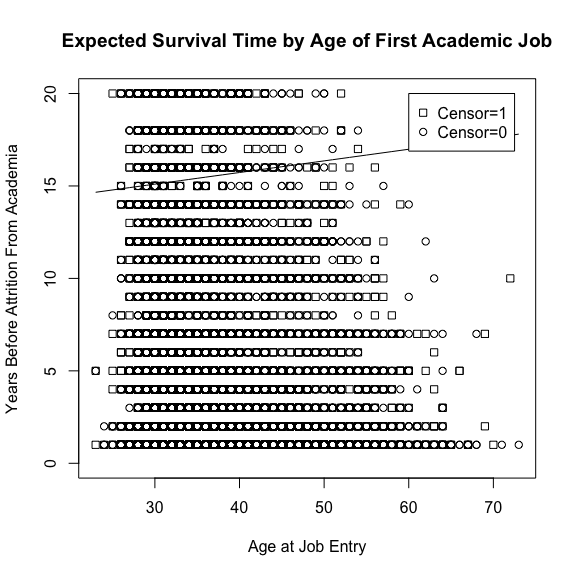 Expected Survival Time by Age of First Academic Job
Years Before Attrition From Academia
20
15
10
5
0
Censor=1
Censor=0
30 40 50 60 70
Age at Job Entry